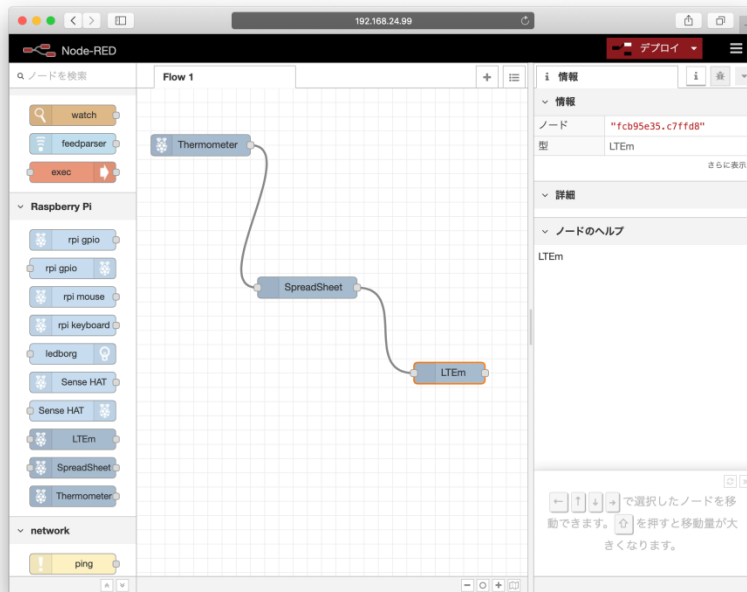 192.168.24.99
Node-RED
デプロイ
ノードを検索
watch
feedparser
exec
Raspberry Pi
rpi gpio
rpi gpio
rpi mouse
rpi keyboard
ledborg
Sense HAT
Sense HAT
LTEm
SpreadSheet
Thermometer
network
ping
Flow 1
Thermometer
SpreadSheet
LTEm
i 情報
i
情報
ノード "fcb95e35.c7ffd8"
型 LTEm
さらに表示
詳細
ノードのヘルプ
LTEm
← ↑ ↓ → で選択したノードを移
動できます。 ⇧ を押すと移動量が大
きくなります。